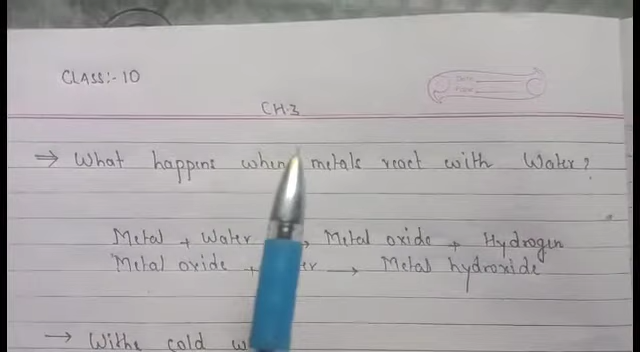 CLASS:- 10
CH.3
⇒ What happens when metals react with Water?
Metal + Water → Metal oxide + Hydrogen
Metal oxide + → Metal hydroxide
→ Withe cold